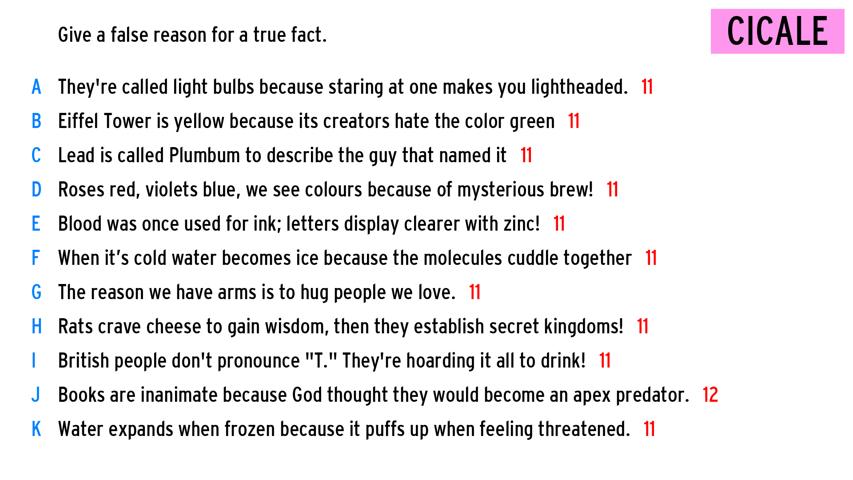 Give a false reason for a true fact.
CICALE
A They're called light bulbs because staring at one makes you lightheaded. 11
B Eiffel Tower is yellow because its creators hate the color green 11
C Lead is called Plumbum to describe the guy that named it 11
D Roses red, violets blue, we see colours because of mysterious brew! 11
E Blood was once used for ink; letters display clearer with zinc! 11
F When it’s cold water becomes ice because the molecules cuddle together 11
G The reason we have arms is to hug people we love. 11
H Rats crave cheese to gain wisdom, then they establish secret kingdoms! 11
I British people don't pronounce "T." They're hoarding it all to drink! 11
J Books are inanimate because God thought they would become an apex predator. 12
K Water expands when frozen because it puffs up when feeling threatened. 11